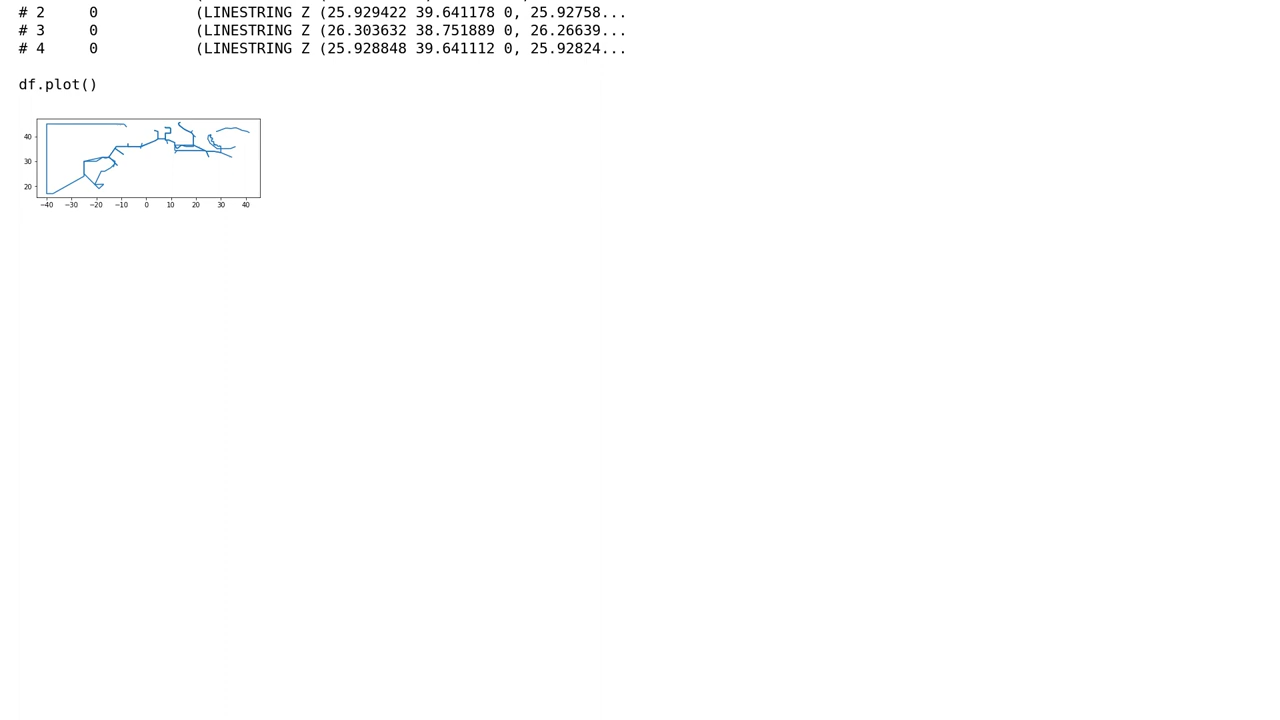 # 2 0 (LINESTRING Z (25.929422 39.641178 0, 25.92758...
# 3 0 (LINESTRING Z (26.303632 38.751889 0, 26.26639...
# 4 0 (LINESTRING Z (25.928848 39.641112 0, 25.92824...
df.plot()
40
30
20
−40 −30 −20 −10 0 10 20 30 40